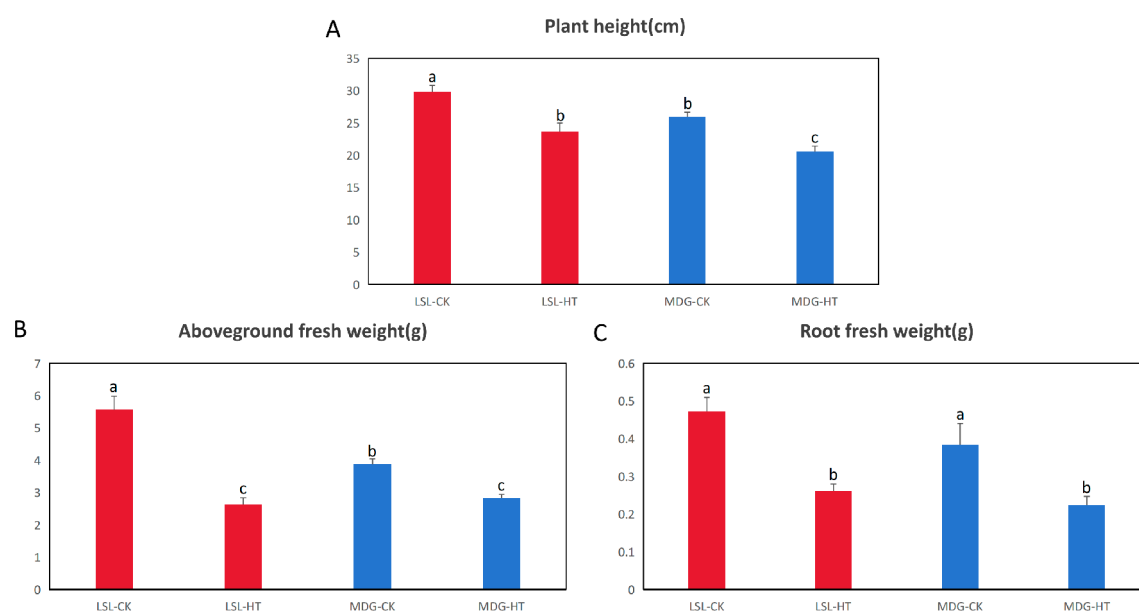 A
Plant height(cm)
35
30
25
20
15
10
5
0
a
b
b
c
LSL-CK
LSL-HT
MDG-CK
MDG-HT
B
Aboveground fresh weight(g)
7
6
5
4
3
2
1
0
a
c
b
c
LSL-CK
LSL-HT
MDG-CK
MDG-HT
C
Root fresh weight(g)
0.6
0.5
0.4
0.3
0.2
0.1
0
a
b
a
b
LSL-CK
LSL-HT
MDG-CK
MDG-HT